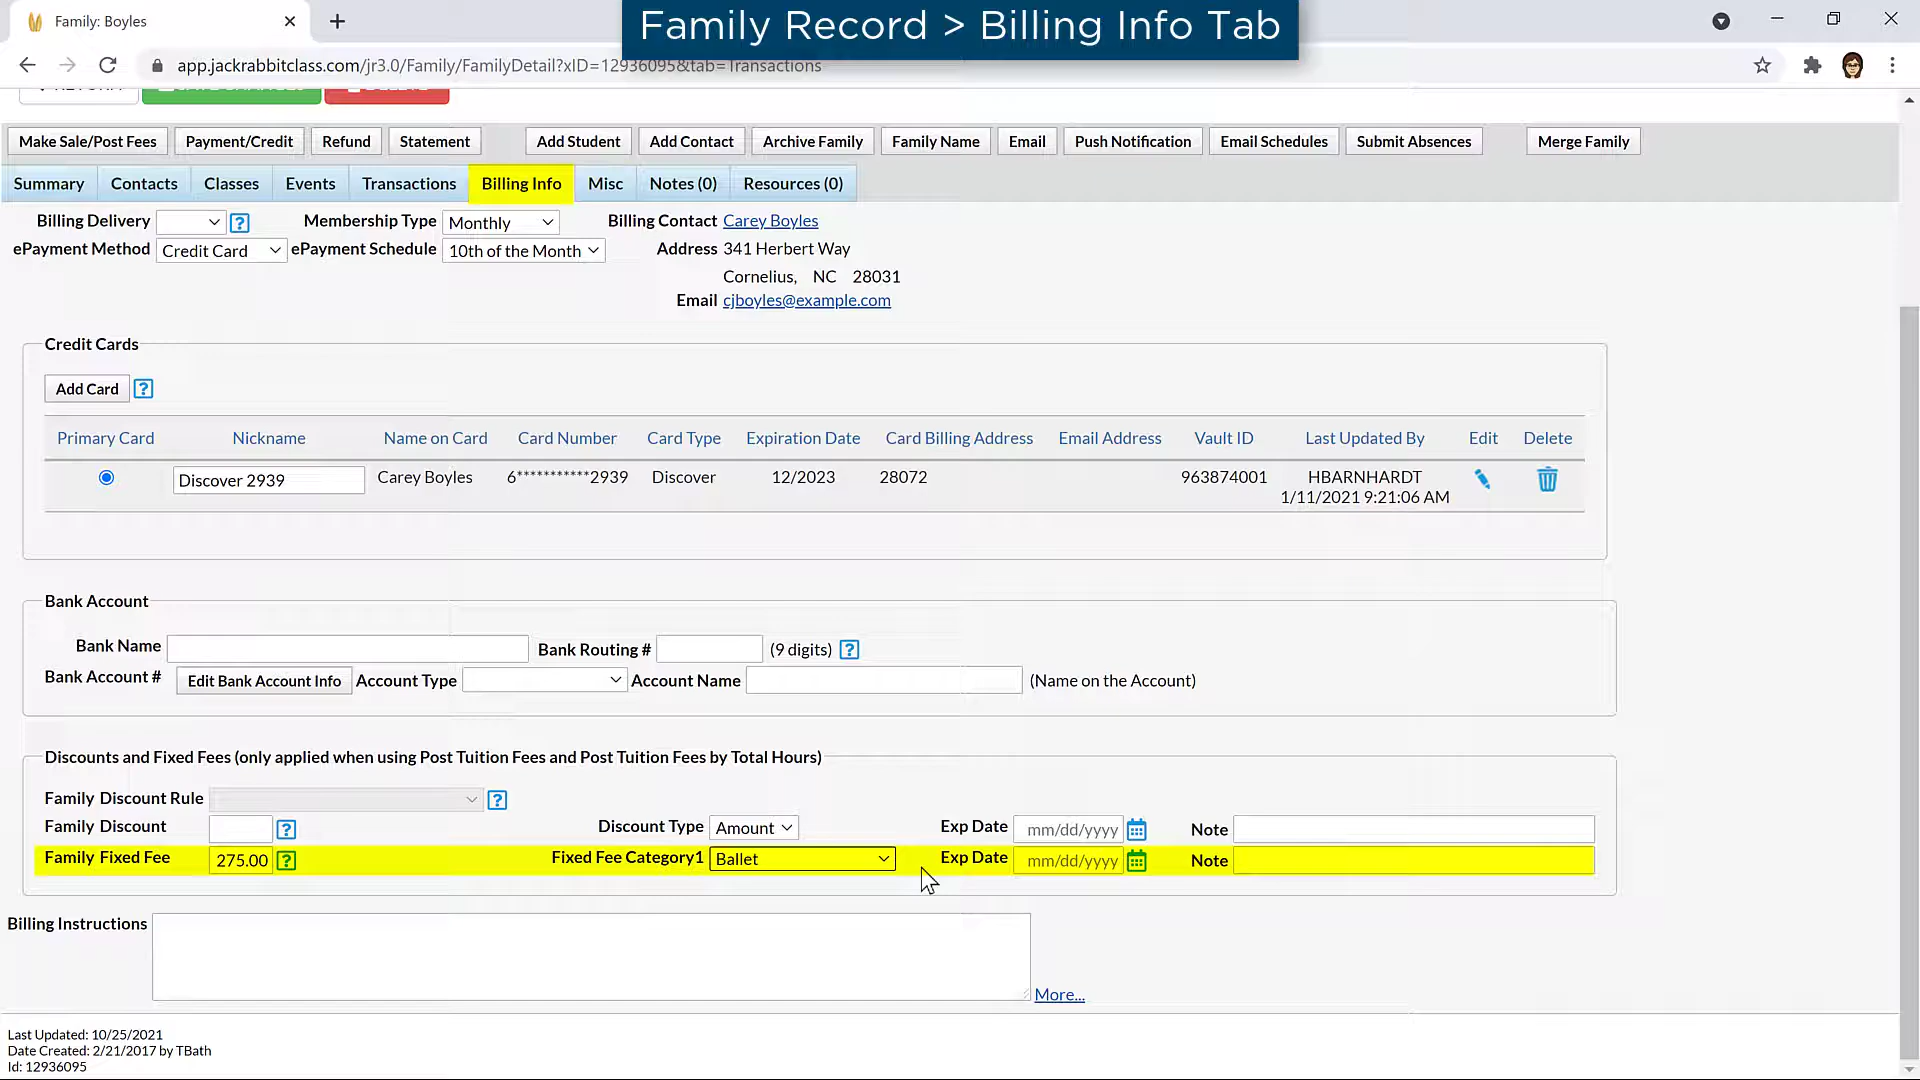 Family: Boyles
Family Record > Billing Info Tab
app.jackrabbitclass.com/jr3.0/Family/FamilyDetail?xID=12936095&tab=Transactions
Make Sale/Post Fees Payment/Credit Refund Statement Add Student Add Contact Archive Family Family Name Email Push Notification Email Schedules Submit Absences Merge Family
Summary Contacts Classes Events Transactions Billing Info Misc Notes (0) Resources (0)
Billing Delivery ? Membership Type Monthly Billing Contact Carey Boyles
ePayment Method Credit Card ePayment Schedule 10th of the Month Address 341 Herbert Way
Cornelius, NC 28031
Email cjboyles@example.com
Credit Cards
Add Card ?
Primary Card Nickname Name on Card Card Number Card Type Expiration Date Card Billing Address Email Address Vault ID Last Updated By Edit Delete
Discover 2939 Carey Boyles 6***********2939 Discover 12/2023 28072 963874001 HBARNHARDT
1/11/2021 9:21:06 AM
Bank Account
Bank Name Bank Routing # (9 digits) ?
Bank Account # Edit Bank Account Info Account Type Account Name (Name on the Account)
Discounts and Fixed Fees (only applied when using Post Tuition Fees and Post Tuition Fees by Total Hours)
Family Discount Rule ?
Family Discount ? Discount Type Amount Exp Date mm/dd/yyyy Note
Family Fixed Fee 275.00 ? Fixed Fee Category1 Ballet Exp Date mm/dd/yyyy Note
Billing Instructions
More...
Last Updated: 10/25/2021
Date Created: 2/21/2017 by TBath
Id: 12936095